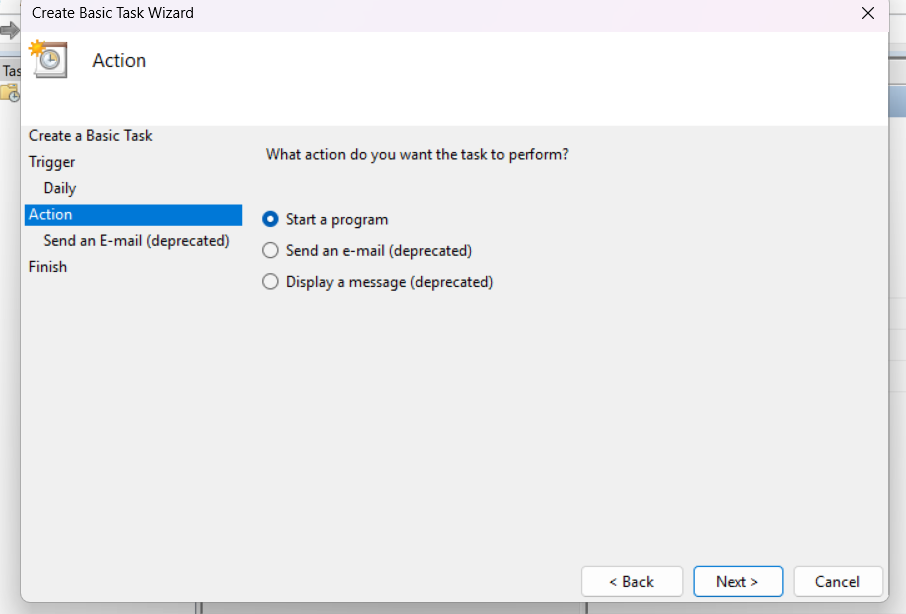 Create Basic Task Wizard
Action
Tas
Create a Basic Task
Trigger
Daily
Action
Send an E-mail (deprecated)
Finish
What action do you want the task to perform?
Start a program
Send an e-mail (deprecated)
Display a message (deprecated)
< Back
Next >
Cancel